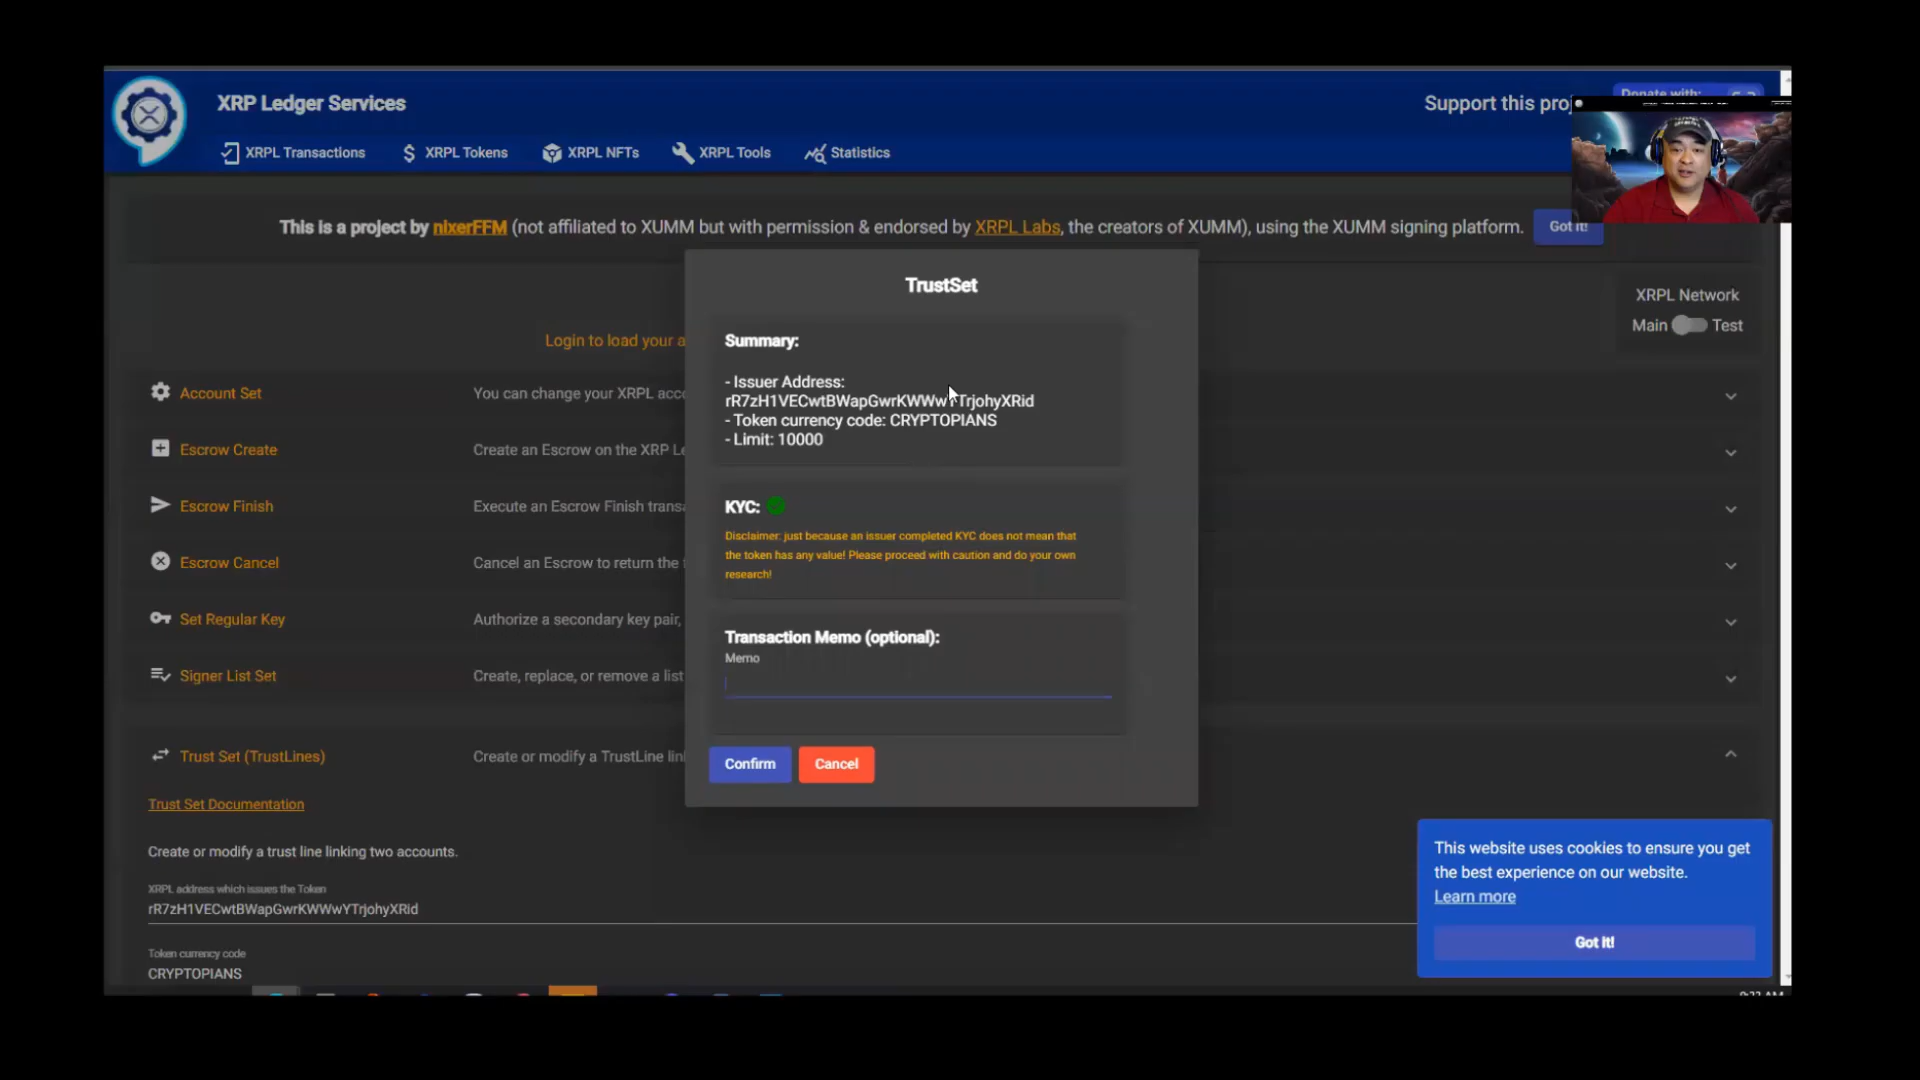 XRP Ledger Services
Support this
Donate with:
XRPL Transactions
$ XRPL Tokens
XRPL NFTs
XRPL Tools
Statistics
This is a project by nixerFFM (not affiliated to XUMM but with permission & endorsed by XRPL Labs, the creators of XUMM), using the XUMM signing platform.
Got it!
TrustSet
XRPL Network
Main Test
Login to load your
Summary:
- Issuer Address:
rR7zH1VECwtBWapGwrKWWwYTrjohyXRid
- Token currency code: CRYPTOPIANS
- Limit: 10000
Account Set
You can change your XRPL
Escrow Create
Create an Escrow on the XRP
Escrow Finish
Execute an Escrow Finish
Escrow Cancel
Cancel an Escrow to return the
Set Regular Key
Authorize a secondary key pair,
Signer List Set
Create, replace, or remove a list
KYC:
Disclaimer: just because an issuer completed KYC does not mean that
the token has any value! Please proceed with caution and do your own
research!
Transaction Memo (optional):
Memo
Confirm
Cancel
Trust Set (TrustLines)
Create or modify a TrustLine
Trust Set Documentation
Create or modify a trust line linking two accounts.
XRPL address which issues the Token
rR7zH1VECwtBWapGwrKWWwYTrjohyXRid
Token currency code
CRYPTOPIANS
This website uses cookies to ensure you get
the best experience on our website.
Learn more
Got it!